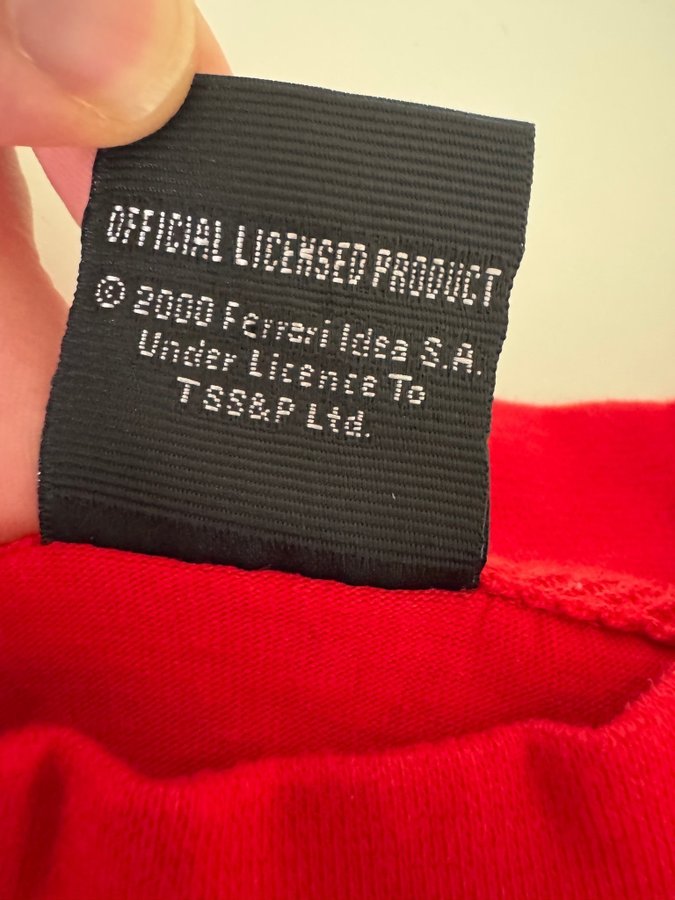 OFFICIAL LICENSED PRODUCT
© 2000 Ferrari Idea S.A.
Under Licence To
TSS&P Ltd.